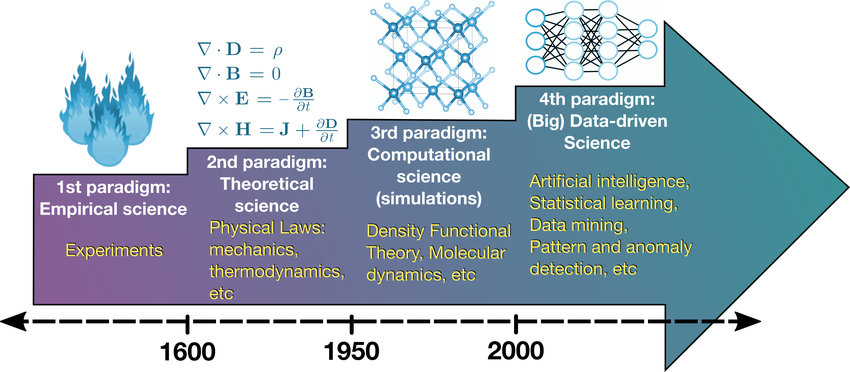 ∇ · D = ρ
∇ · B = 0
∇ × E = −∂B/∂t
∇ × H = J + ∂D/∂t
1st paradigm:
Empirical science
Experiments
2nd paradigm:
Theoretical
science
Physical Laws:
mechanics,
thermodynamics,
etc
3rd paradigm:
Computational
science
(simulations)
Density Functional
Theory, Molecular
dynamics, etc
4th paradigm:
(Big) Data-driven
Science
Artificial intelligence,
Statistical learning,
Data mining,
Pattern and anomaly
detection, etc
1600
1950
2000